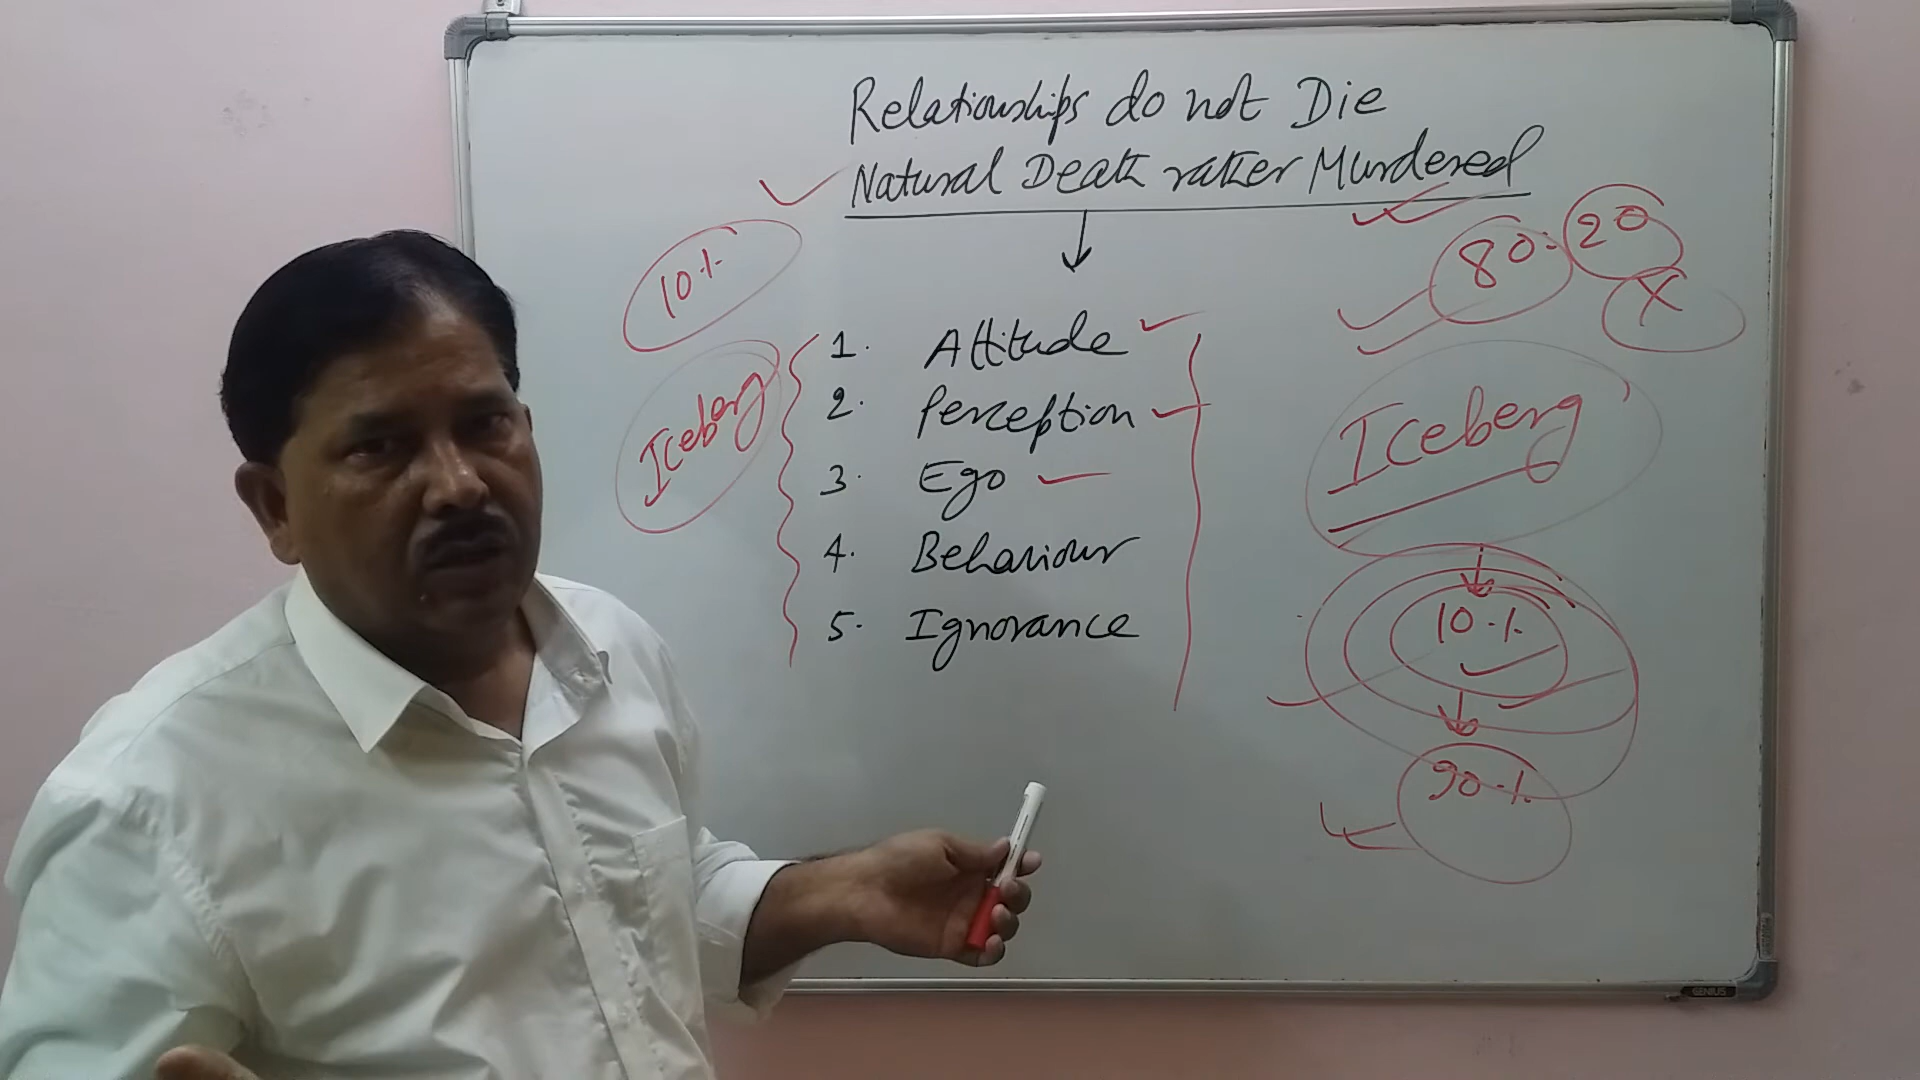 Relationships do not Die
Natural Death rather Murdered
10%
80:20
X
Iceberg
1. Attitude
2. Perception
3. Ego
4. Behaviour
5. Ignorance
Iceberg
10%
90%
GENIUS